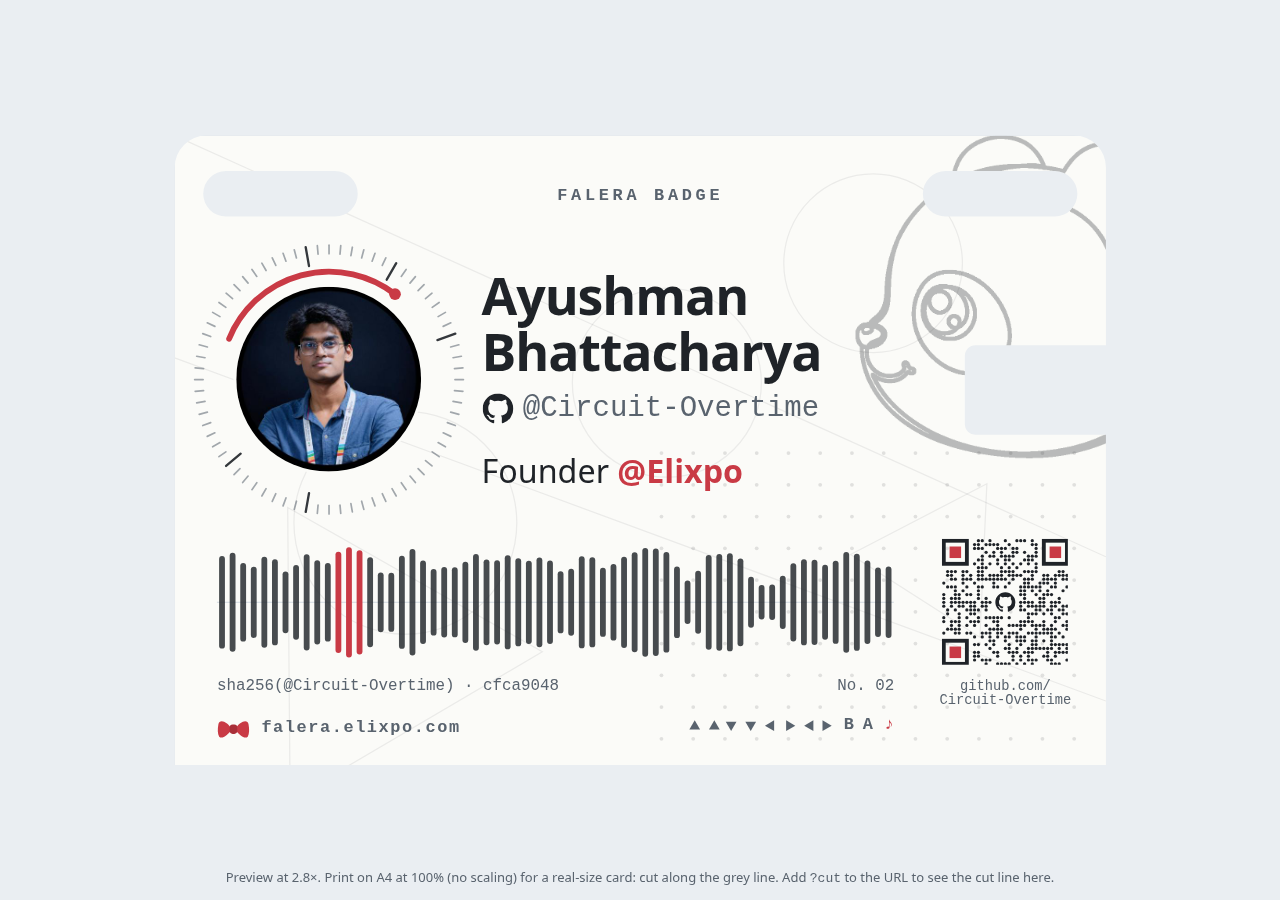 FALERA BADGE
Ayushman
Bhattacharya
@Circuit-Overtime
Founder @Elixpo
sha256(@Circuit-Overtime) · cfca9048
No. 02
github.com/
Circuit-Overtime
falera.elixpo.com
▲ ▲ ▼ ▼ ◀ ▶ ◀ ▶ B A ♪
Preview at 2.8×. Print on A4 at 100% (no scaling) for a real-size card: cut along the grey line. Add ?cut to the URL to see the cut line here.